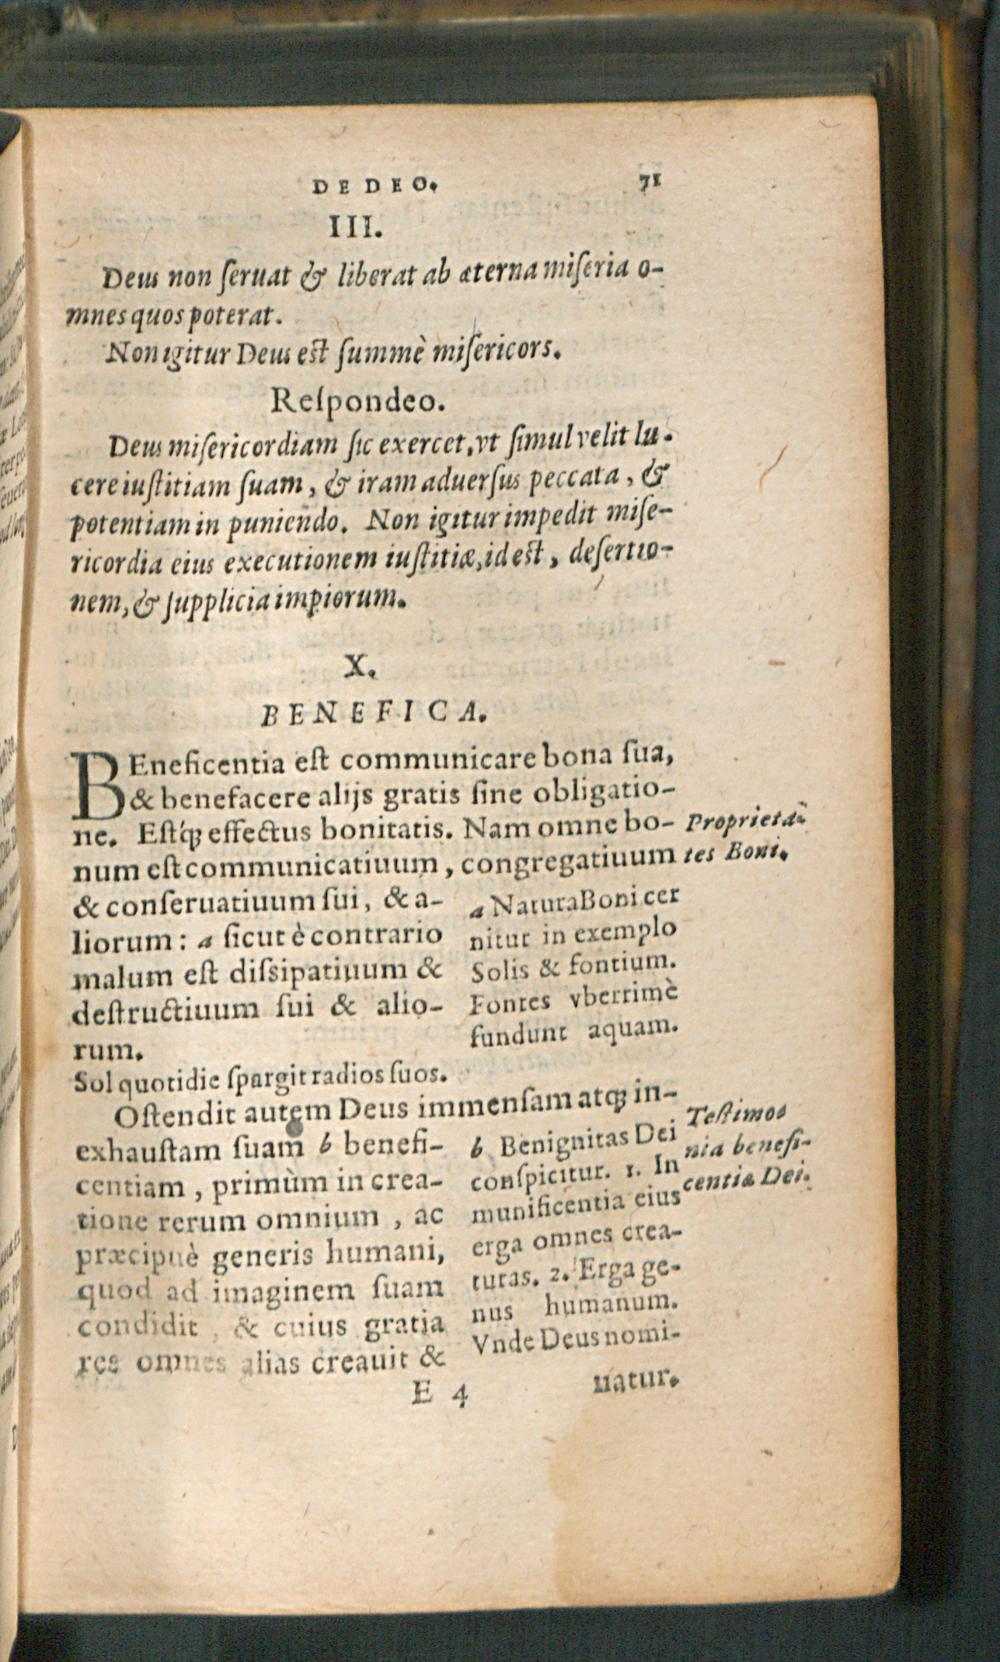 DE DEO. 71
III.
Deus non ſeruat & liberat ab æterna miſeria o-
mnes quos poterat.
Non igitur Deus est ſummè miſericors.
Reſpondeo.
Deus miſericordiam ſic exercet, vt ſimul velit lu-
cere iuſtitiam ſuam, & iram aduerſus peccata, &
potentiam in puniendo. Non igitur impedit miſe-
ricordia eius executionem iuſtitiæ, id est, deſertio-
nem, & ſupplicia impiorum.
X.
BENEFICA.
BEneficentia eſt communicare bona ſua,
& benefacere alijs gratis ſine obligatio-
ne. Eſtq́ꝫ effectus bonitatis. Nam omne bo-
num eſt communicatiuum, congregatiuum
& conſeruatiuum ſui, & a-
liorum: a ſicut è contrario
malum eſt diſsipatiuum &
deſtructiuum ſui & alio-
rum.
Proprieta-
tes Boni.
a Natura Boni cer
nitur in exemplo
Solis & fontium.
Fontes vberrimè
fundunt aquam.
Sol quotidie ſpargit radios ſuos.
Oſtendit autem Deus immenſam atqꝫ in-
exhauſtam ſuam b benefi-
centiam, primùm in crea-
tione rerum omnium, ac
præcipuè generis humani,
quod ad imaginem ſuam
condidit, & cuius gratia
res omnes alias creauit &
b Benignitas Dei
conſpicitur. 1. In
munificentia eius
erga omnes crea-
turas. 2. Erga ge-
nus humanum.
Vnde Deus nomi-
Teſtimo
nia benefi-
centiæ Dei.
E 4 natur.